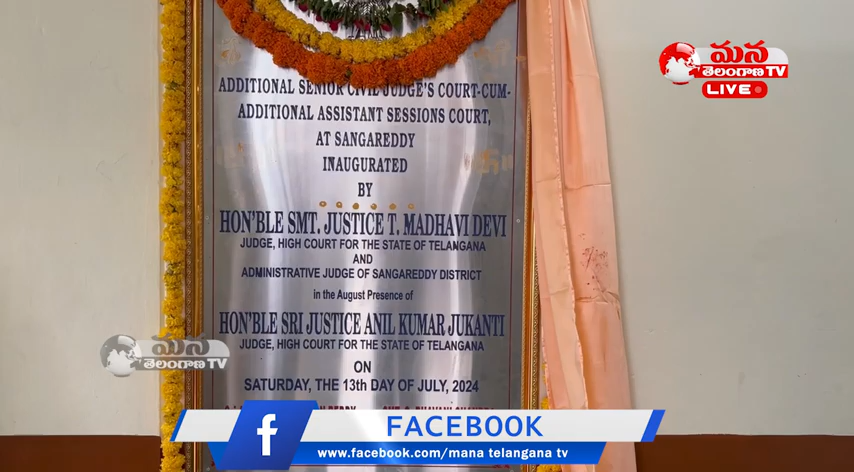 మన
తెలంగాణ TV
LIVE
ADDITIONAL SENIOR CIVIL JUDGE'S COURT-CUM-
ADDITIONAL ASSISTANT SESSIONS COURT,
AT SANGAREDDY
INAUGURATED
BY
HON'BLE SMT. JUSTICE T. MADHAVI DEVI
JUDGE, HIGH COURT FOR THE STATE OF TELANGANA
AND
ADMINISTRATIVE JUDGE OF SANGAREDDY DISTRICT
in the August Presence of
HON'BLE SRI JUSTICE ANIL KUMAR JUKANTI
JUDGE, HIGH COURT FOR THE STATE OF TELANGANA
ON
SATURDAY, THE 13th DAY OF JULY, 2024
మన
తెలంగాణ TV
f FACEBOOK
www.facebook.com/mana telangana tv